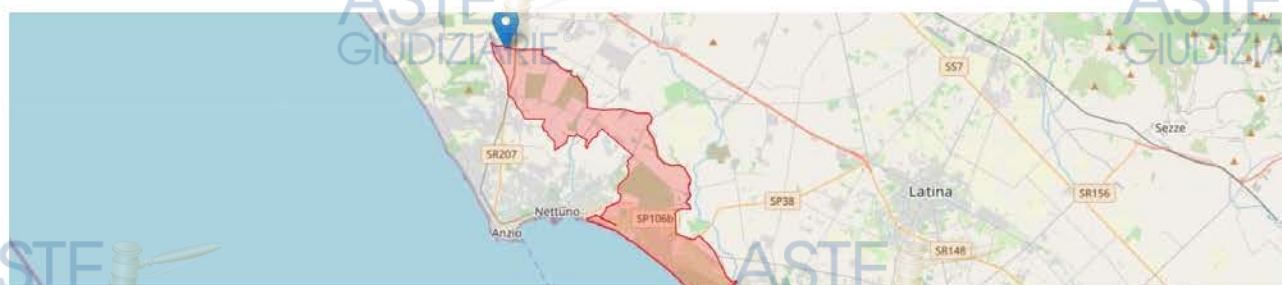 ASTE
GIUDIZIARIE
ASTE
GIUDIZIA
SS7
Sezze
SR207
Latina
SR156
SP38
Nettuno
SP106b
Anzio
SR148
STE
ASTE